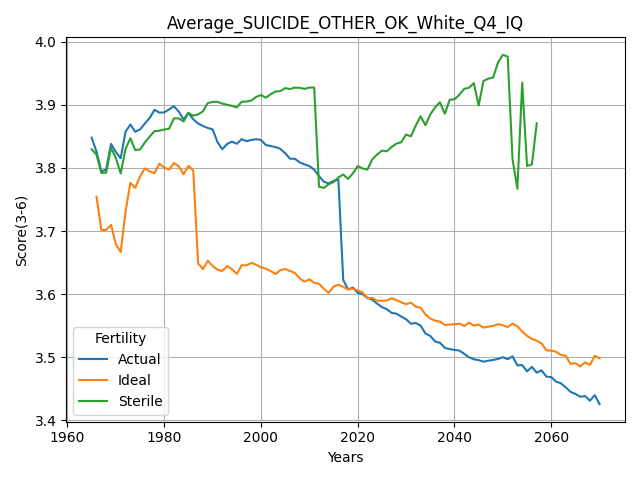 Average_SUICIDE_OTHER_OK_White_Q4_IQ
Score(3-6)
4.0
3.9
3.8
3.7
3.6
3.5
3.4
Fertility
Actual
Ideal
Sterile
1960 1980 2000 2020 2040 2060
Years